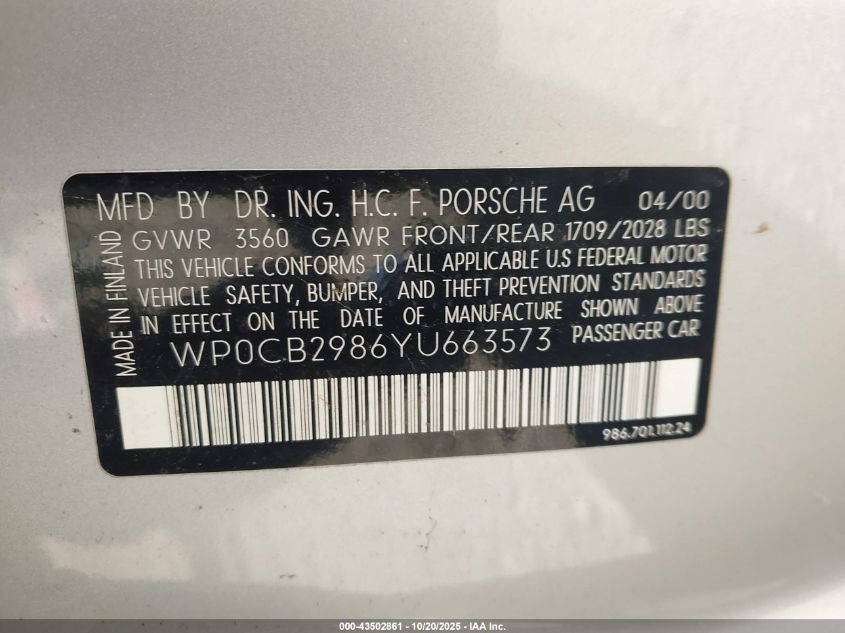 MFD BY DR. ING. H.C. F. PORSCHE AG 04/00
GVWR 3560 GAWR FRONT/REAR 1709/2028 LBS
THIS VEHICLE CONFORMS TO ALL APPLICABLE U.S FEDERAL MOTOR
VEHICLE SAFETY, BUMPER, AND THEFT PREVENTION STANDARDS
IN EFFECT ON THE DATE OF MANUFACTURE SHOWN ABOVE
WP0CB2986YU663573 PASSENGER CAR
MADE IN FINLAND
986.701.112.24
000-43502861 - 10/20/2025 - IAA Inc.